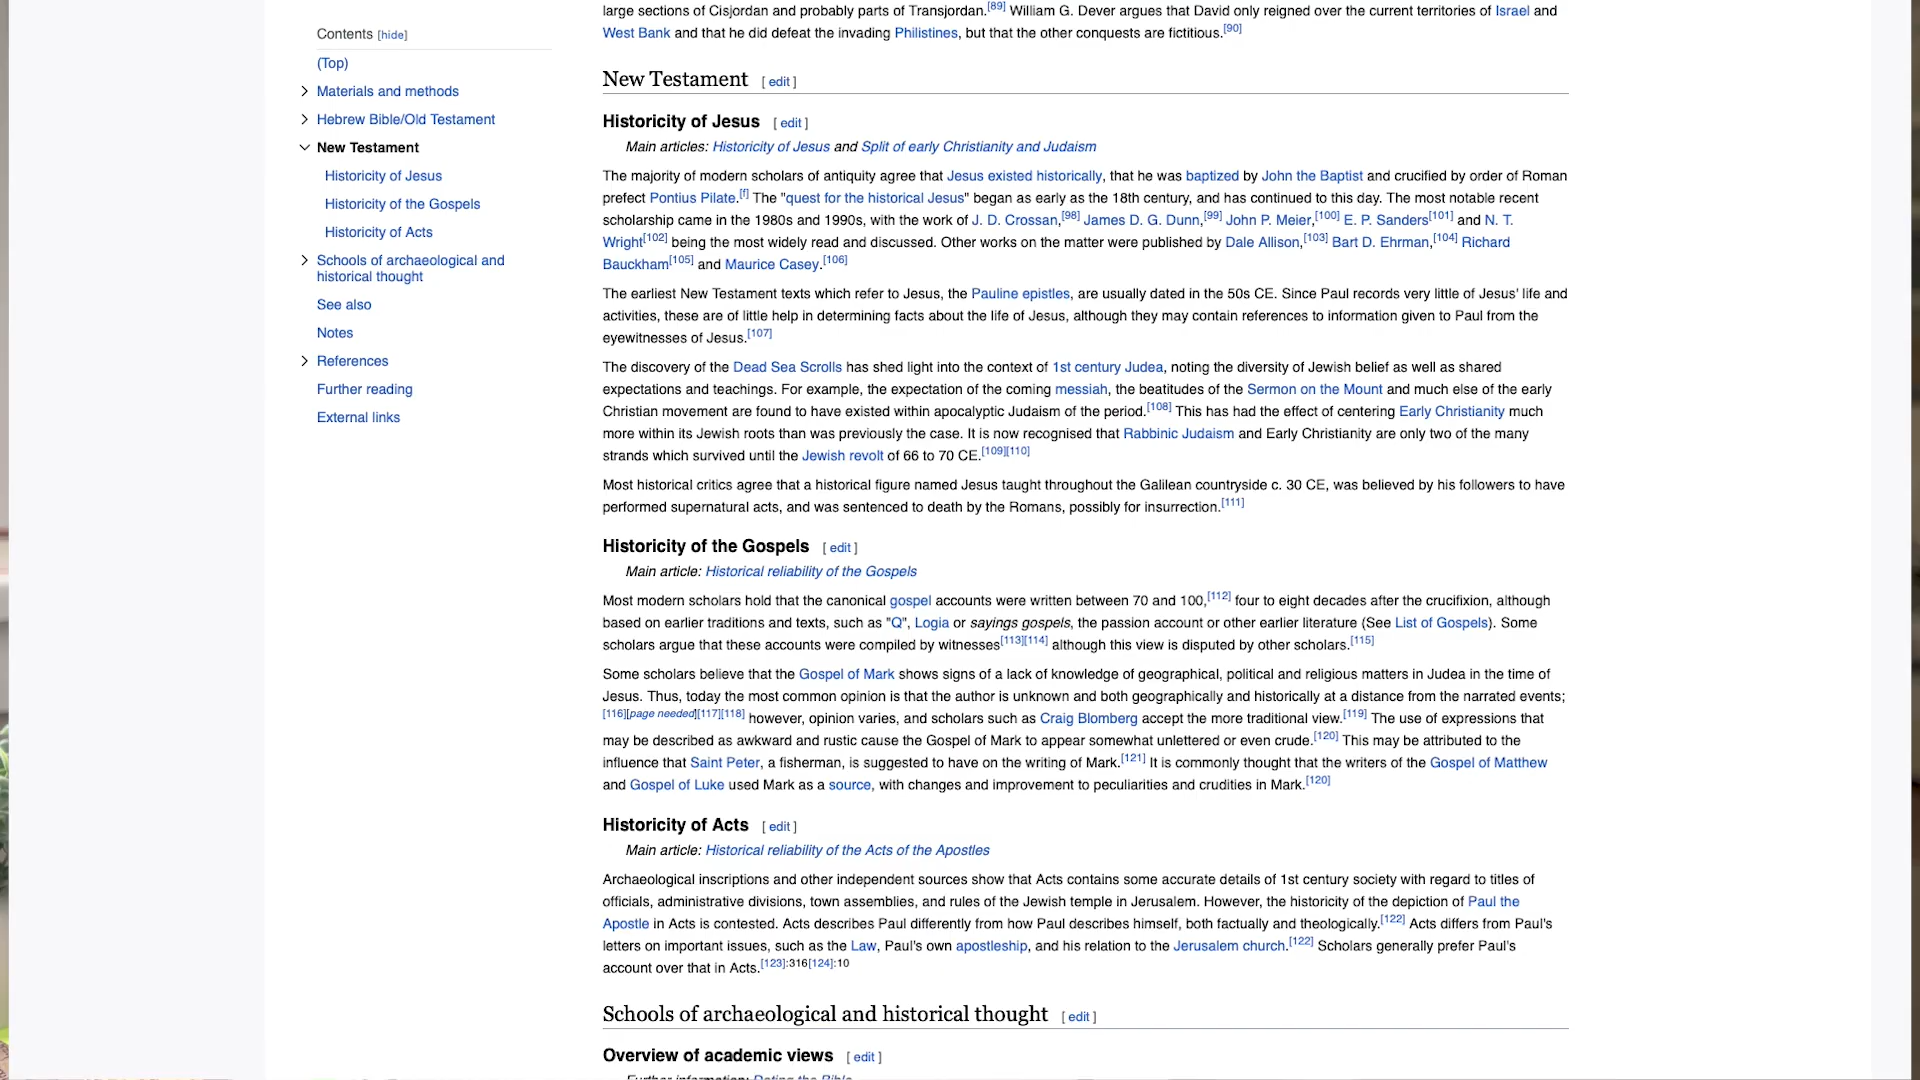 Contents [hide]
(Top)
Materials and methods
Hebrew Bible/Old Testament
New Testament
Historicity of Jesus
Historicity of the Gospels
Historicity of Acts
Schools of archaeological and
historical thought
See also
Notes
References
Further reading
External links
large sections of Cisjordan and probably parts of Transjordan.[89] William G. Dever argues that David only reigned over the current territories of Israel and
West Bank and that he did defeat the invading Philistines, but that the other conquests are fictitious.[90]
New Testament [ edit ]
Historicity of Jesus [ edit ]
Main articles: Historicity of Jesus and Split of early Christianity and Judaism
The majority of modern scholars of antiquity agree that Jesus existed historically, that he was baptized by John the Baptist and crucified by order of Roman
prefect Pontius Pilate.[f] The "quest for the historical Jesus" began as early as the 18th century, and has continued to this day. The most notable recent
scholarship came in the 1980s and 1990s, with the work of J. D. Crossan,[98] James D. G. Dunn,[99] John P. Meier,[100] E. P. Sanders[101] and N. T.
Wright[102] being the most widely read and discussed. Other works on the matter were published by Dale Allison,[103] Bart D. Ehrman,[104] Richard
Bauckham[105] and Maurice Casey.[106]
The earliest New Testament texts which refer to Jesus, the Pauline epistles, are usually dated in the 50s CE. Since Paul records very little of Jesus' life and
activities, these are of little help in determining facts about the life of Jesus, although they may contain references to information given to Paul from the
eyewitnesses of Jesus.[107]
The discovery of the Dead Sea Scrolls has shed light into the context of 1st century Judea, noting the diversity of Jewish belief as well as shared
expectations and teachings. For example, the expectation of the coming messiah, the beatitudes of the Sermon on the Mount and much else of the early
Christian movement are found to have existed within apocalyptic Judaism of the period.[108] This has had the effect of centering Early Christianity much
more within its Jewish roots than was previously the case. It is now recognised that Rabbinic Judaism and Early Christianity are only two of the many
strands which survived until the Jewish revolt of 66 to 70 CE.[109][110]
Most historical critics agree that a historical figure named Jesus taught throughout the Galilean countryside c. 30 CE, was believed by his followers to have
performed supernatural acts, and was sentenced to death by the Romans, possibly for insurrection.[111]
Historicity of the Gospels [ edit ]
Main article: Historical reliability of the Gospels
Most modern scholars hold that the canonical gospel accounts were written between 70 and 100,[112] four to eight decades after the crucifixion, although
based on earlier traditions and texts, such as "Q", Logia or sayings gospels, the passion account or other earlier literature (See List of Gospels). Some
scholars argue that these accounts were compiled by witnesses[113][114] although this view is disputed by other scholars.[115]
Some scholars believe that the Gospel of Mark shows signs of a lack of knowledge of geographical, political and religious matters in Judea in the time of
Jesus. Thus, today the most common opinion is that the author is unknown and both geographically and historically at a distance from the narrated events;
[116][page needed][117][118] however, opinion varies, and scholars such as Craig Blomberg accept the more traditional view.[119] The use of expressions that
may be described as awkward and rustic cause the Gospel of Mark to appear somewhat unlettered or even crude.[120] This may be attributed to the
influence that Saint Peter, a fisherman, is suggested to have on the writing of Mark.[121] It is commonly thought that the writers of the Gospel of Matthew
and Gospel of Luke used Mark as a source, with changes and improvement to peculiarities and crudities in Mark.[120]
Historicity of Acts [ edit ]
Main article: Historical reliability of the Acts of the Apostles
Archaeological inscriptions and other independent sources show that Acts contains some accurate details of 1st century society with regard to titles of
officials, administrative divisions, town assemblies, and rules of the Jewish temple in Jerusalem. However, the historicity of the depiction of Paul the
Apostle in Acts is contested. Acts describes Paul differently from how Paul describes himself, both factually and theologically.[122] Acts differs from Paul's
letters on important issues, such as the Law, Paul's own apostleship, and his relation to the Jerusalem church.[122] Scholars generally prefer Paul's
account over that in Acts.[123]:316[124]:10
Schools of archaeological and historical thought [ edit ]
Overview of academic views [ edit ]
Further information: Dating the Bible